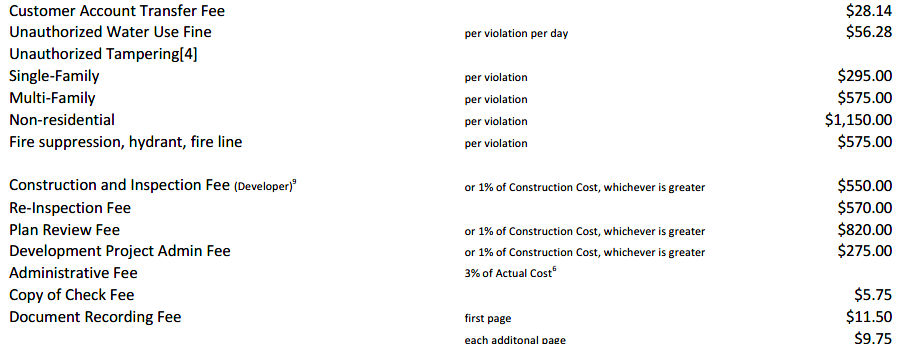 Customer Account Transfer Fee $28.14
Unauthorized Water Use Fine per violation per day $56.28
Unauthorized Tampering[4]
Single-Family per violation $295.00
Multi-Family per violation $575.00
Non-residential per violation $1,150.00
Fire suppression, hydrant, fire line per violation $575.00
Construction and Inspection Fee (Developer)⁹ or 1% of Construction Cost, whichever is greater $550.00
Re-Inspection Fee $570.00
Plan Review Fee or 1% of Construction Cost, whichever is greater $820.00
Development Project Admin Fee or 1% of Construction Cost, whichever is greater $275.00
Administrative Fee 3% of Actual Cost⁶
Copy of Check Fee $5.75
Document Recording Fee first page $11.50
each additonal page $9.75